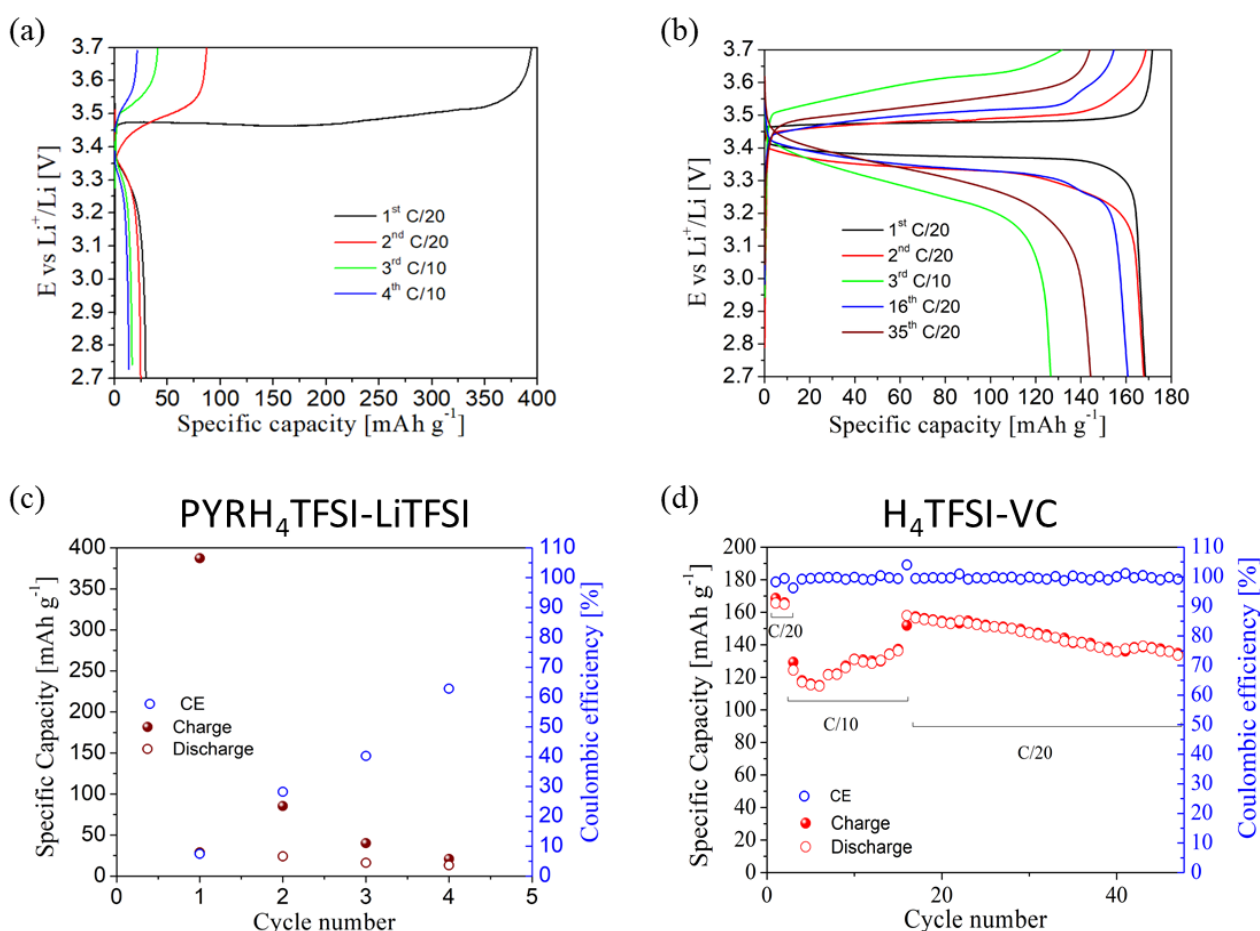 (a)
3.7
3.6
3.5
3.4
3.3
3.2
3.1
3.0
2.9
2.8
2.7
E vs Li⁺/Li [V]
1ˢᵗ C/20
2ⁿᵈ C/20
3ʳᵈ C/10
4ᵗʰ C/10
0 50 100 150 200 250 300 350 400
Specific capacity [mAh g⁻¹]
(b)
3.7
3.6
3.5
3.4
3.3
3.2
3.1
3.0
2.9
2.8
2.7
E vs Li⁺/Li [V]
1ˢᵗ C/20
2ⁿᵈ C/20
3ʳᵈ C/10
16ᵗʰ C/20
35ᵗʰ C/20
0 20 40 60 80 100 120 140 160 180
Specific capacity [mAh g⁻¹]
(c)
PYRH₄TFSI-LiTFSI
400
350
300
250
200
150
100
50
0
Specific Capacity [mAh g⁻¹]
CE
Charge
Discharge
110
100
90
80
70
60
50
40
30
20
10
0
Coulombic efficiency [%]
0 1 2 3 4 5
Cycle number
(d)
H₄TFSI-VC
200
180
160
140
120
100
80
60
40
20
0
Specific Capacity [mAh g⁻¹]
C/20
C/10
C/20
CE
Charge
Discharge
110
100
90
80
70
60
50
40
30
20
10
0
Coulombic efficiency [%]
0 20 40
Cycle number